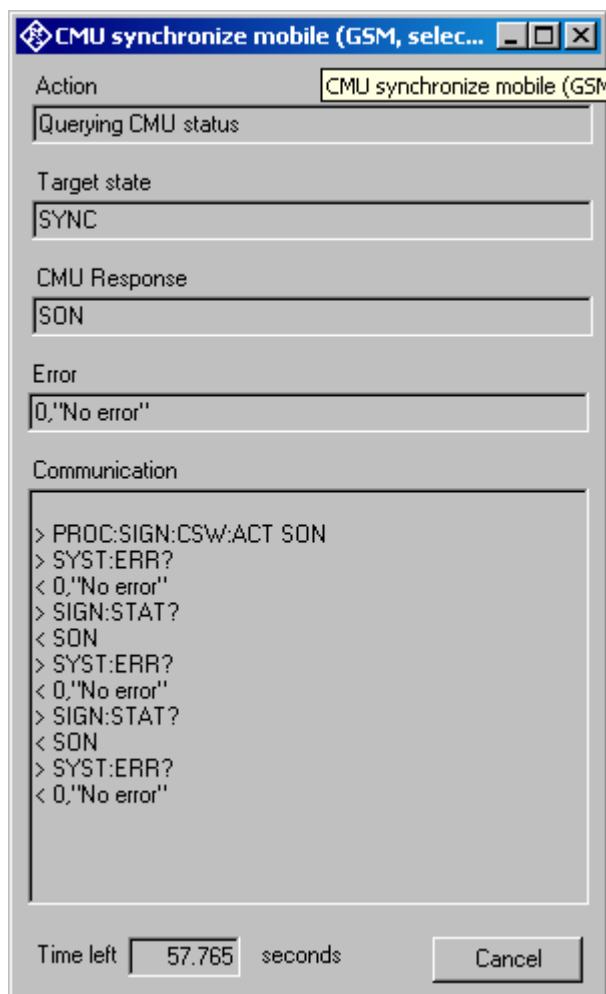 CMU synchronize mobile (GSM, selec...
Action
CMU synchronize mobile (GSM
Querying CMU status
Target state
SYNC
CMU Response
SON
Error
0,"No error"
Communication
> PROC:SIGN:CSW:ACT SON
> SYST:ERR?
< 0,"No error"
> SIGN:STAT?
< SON
> SYST:ERR?
< 0,"No error"
> SIGN:STAT?
< SON
> SYST:ERR?
< 0,"No error"
Time left 57.765 seconds Cancel